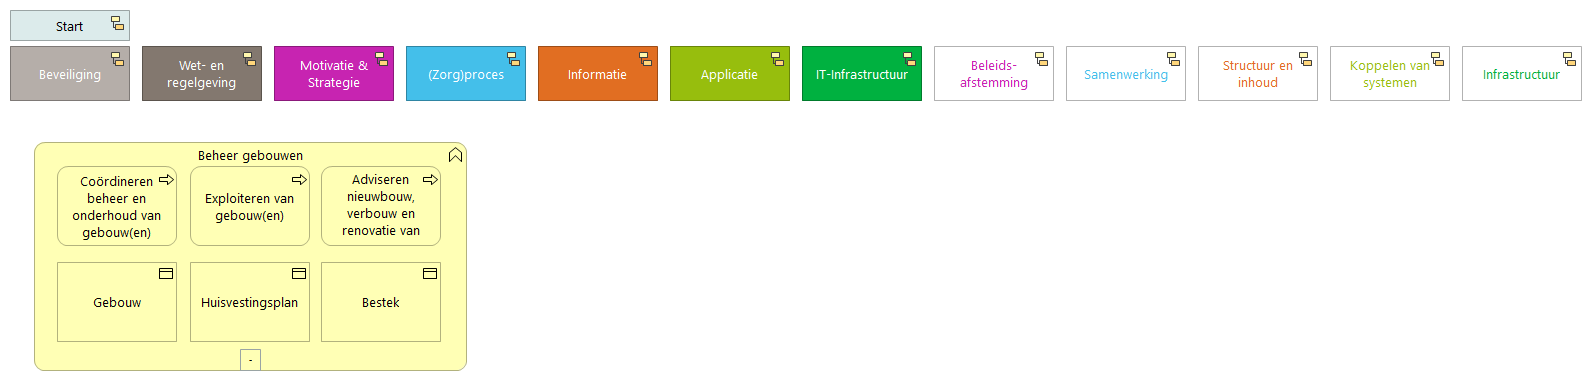 Start
Beveiliging
Wet- en
regelgeving
Motivatie &
Strategie
(Zorg)proces
Informatie
Applicatie
IT-Infrastructuur
Beleids-
afstemming
Samenwerking
Structuur en
inhoud
Koppelen van
systemen
Infrastructuur
Beheer gebouwen
Coördineren
beheer en
onderhoud van
gebouw(en)
Exploiteren van
gebouw(en)
Adviseren
nieuwbouw,
verbouw en
renovatie van
Gebouw
Huisvestingsplan
Bestek
-